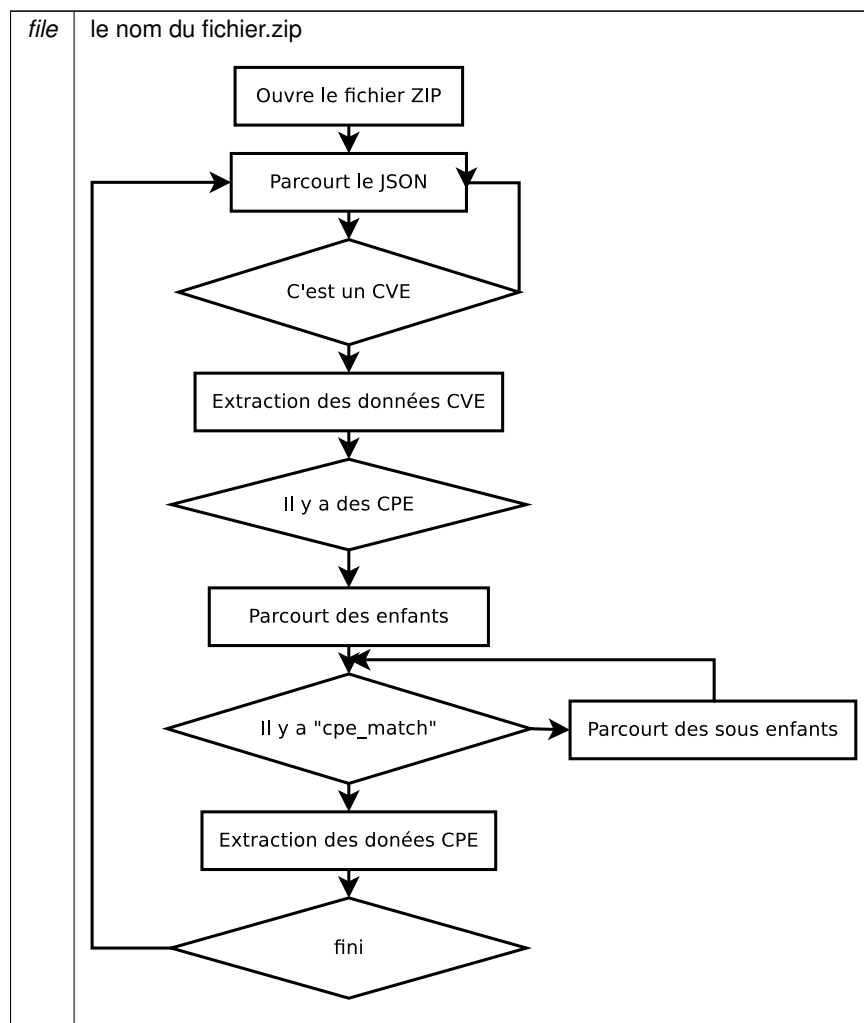 file le nom du fichier.zip
Ouvre le fichier ZIP
Parcourt le JSON
C'est un CVE
Extraction des données CVE
Il y a des CPE
Parcourt des enfants
Il y a "cpe_match"
Parcourt des sous enfants
Extraction des donées CPE
fini